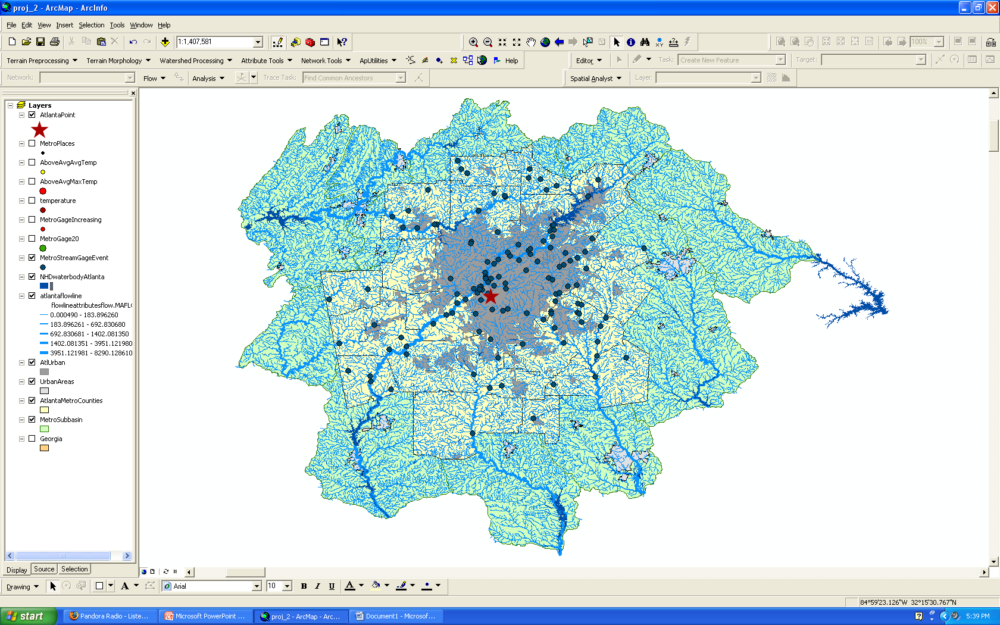 proj_2 - ArcMap - ArcInfo
File Edit View Insert Selection Tools Window Help
1:1,407,581
100%
Terrain Preprocessing Terrain Morphology Watershed Processing Attribute Tools Network Tools ApUtilities Help
Editor Task: Create New Feature Target:
Network: Flow Analysis Trace Task: Find Common Ancestors
Spatial Analyst Layer:
Layers
AtlantaPoint
MetroPlaces
AboveAvgAvgTemp
AboveAvgMaxTemp
temperature
MetroGageIncreasing
MetroGage20
MetroStreamGageEvent
NHDwaterbodyAtlanta
atlantaflowline
flowlineattributesflow.MAFL
0.000490 - 183.896260
183.896261 - 692.830680
692.830681 - 1402.081350
1402.081351 - 3951.121980
3951.121981 - 8290.128610
AtlUrban
UrbanAreas
AtlantaMetroCounties
MetroSubbasin
Georgia
Display Source Selection
Drawing A Arial 10 B I U A
84°59'23.126"W 32°15'30.767"N
start Pandora Radio - Liste... Microsoft PowerPoint ... proj_2 - ArcMap - Arc... Document1 - Microsof... 5:39 PM